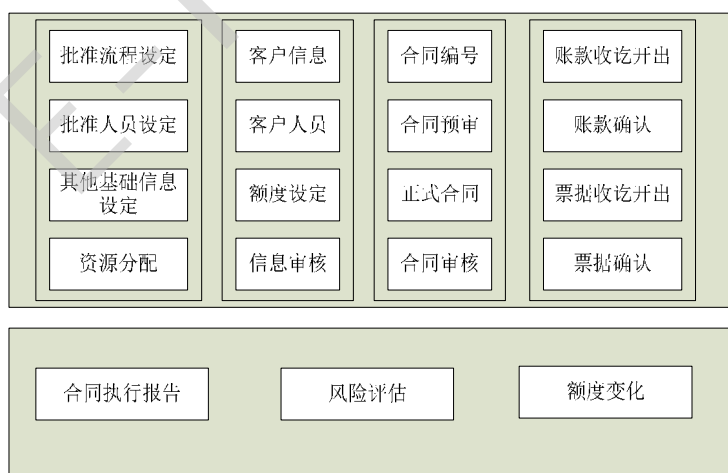 批准流程设定
客户信息
合同编号
账款收讫开出
批准人员设定
客户人员
合同预审
账款确认
其他基础信息
设定
额度设定
正式合同
票据收讫开出
资源分配
信息审核
合同审核
票据确认
合同执行报告
风险评估
额度变化